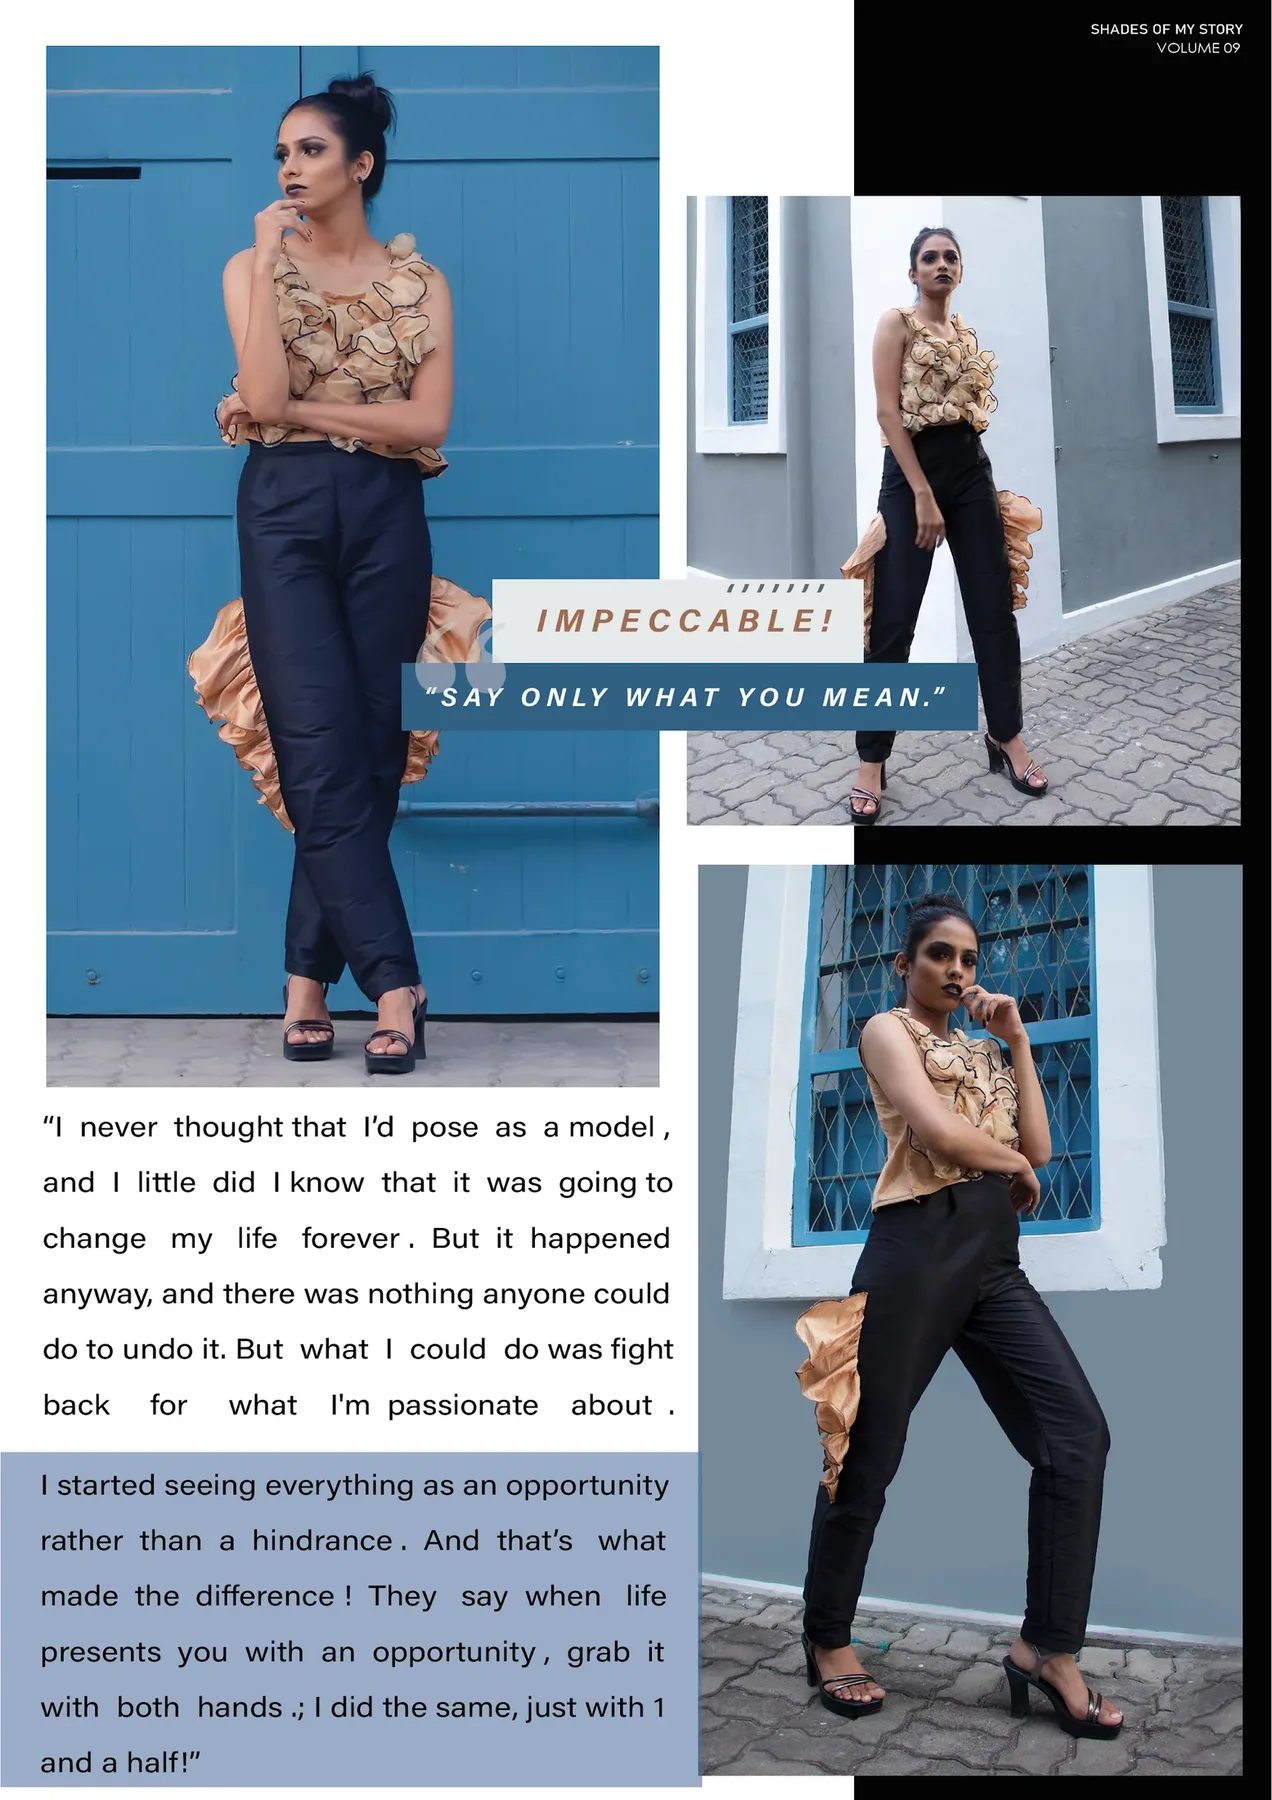 SHADES OF MY STORY
VOLUME 09
IMPECCABLE!
“SAY ONLY WHAT YOU MEAN.”
“I never thought that I’d pose as a model ,
and I little did I know that it was going to
change my life forever . But it happened
anyway, and there was nothing anyone could
do to undo it. But what I could do was fight
back for what I'm passionate about .
I started seeing everything as an opportunity
rather than a hindrance . And that’s what
made the difference ! They say when life
presents you with an opportunity , grab it
with both hands .; I did the same, just with 1
and a half!”